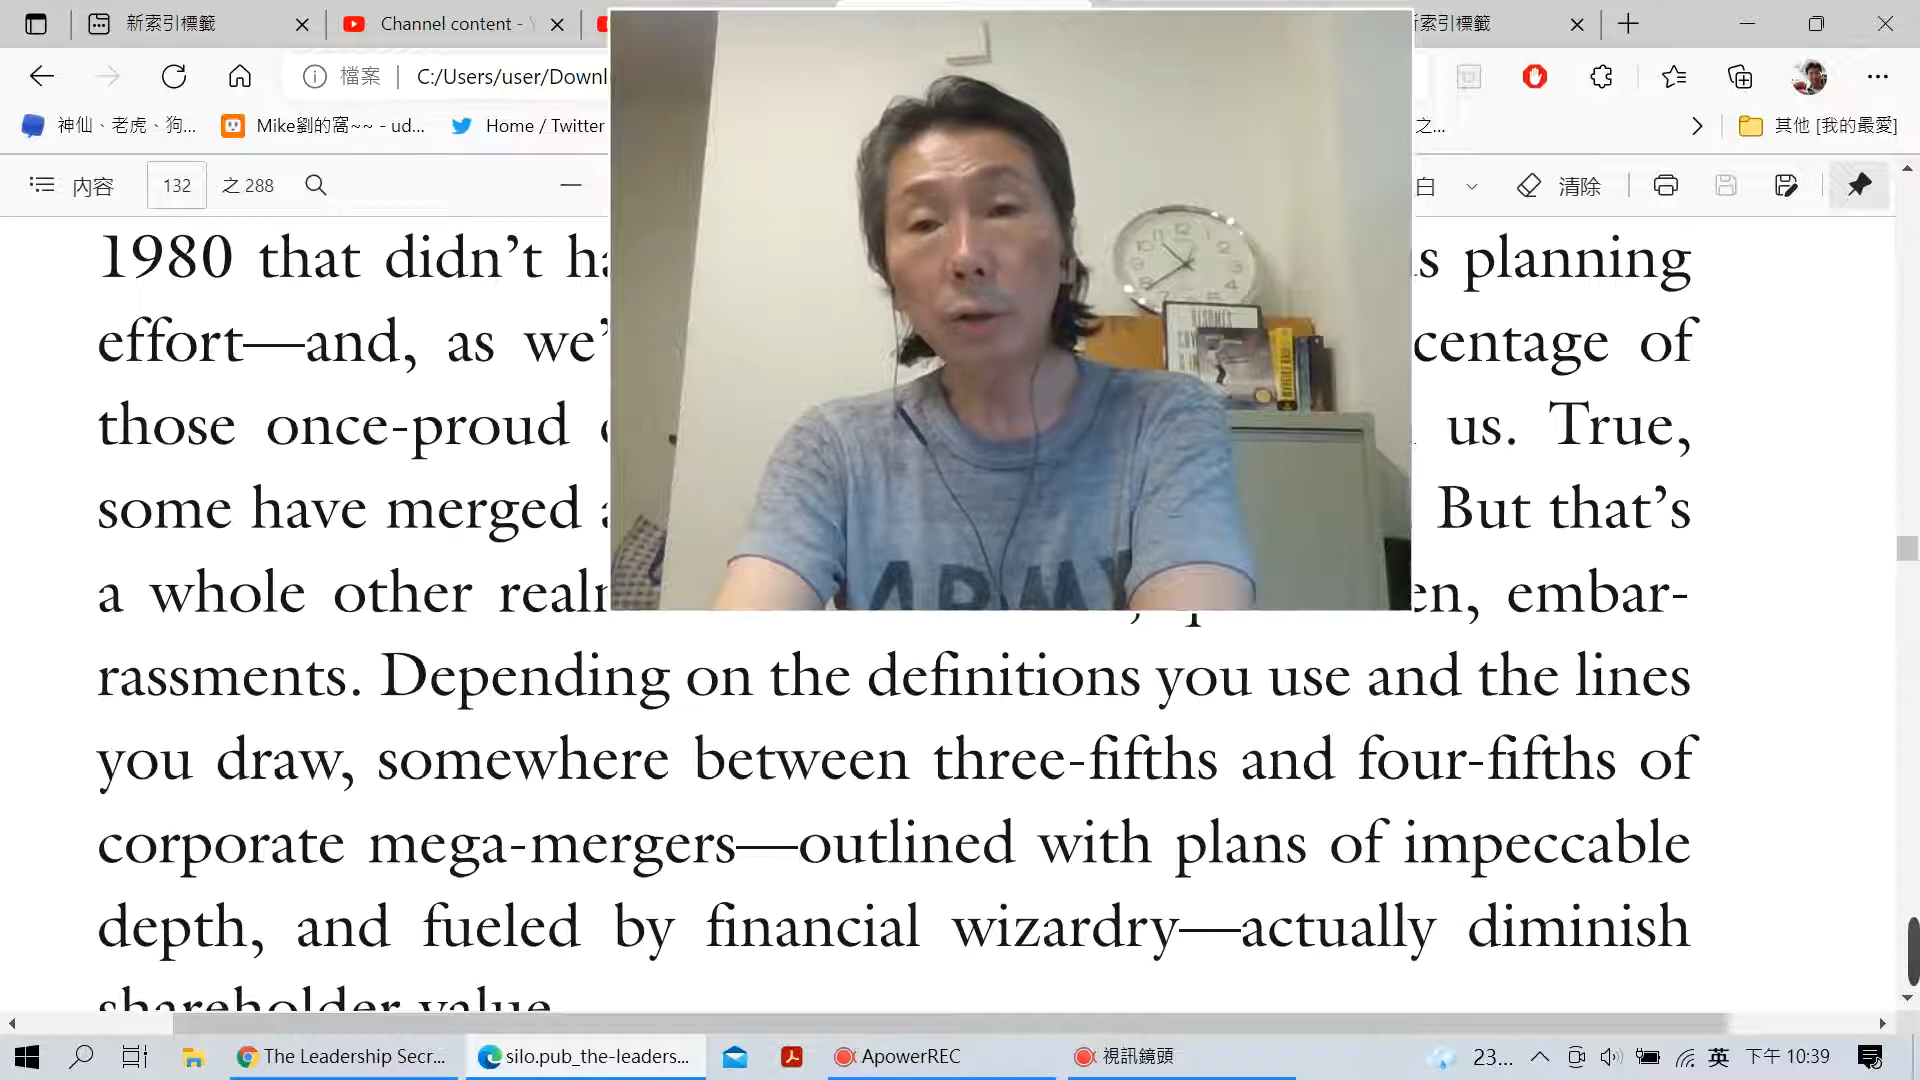 新索引標籤
Channel content -
索引標籤
檔案
C:/Users/user/Downl
神仙、老虎、狗...
Mike劉的窩~~ - ud...
Home / Twitter
之...
其他 [我的最愛]
內容
132
之 288
白
清除
1980 that didn't ha
s planning
effort—and, as we'
centage of
those once-proud
us. True,
some have merged a
But that's
a whole other realm
en, embar-
rassments. Depending on the definitions you use and the lines
you draw, somewhere between three-fifths and four-fifths of
corporate mega-mergers—outlined with plans of impeccable
depth, and fueled by financial wizardry—actually diminish
shareholder value.
ARMY
The Leadership Secr...
silo.pub_the-leaders...
ApowerREC
視訊鏡頭
23...
英
下午 10:39